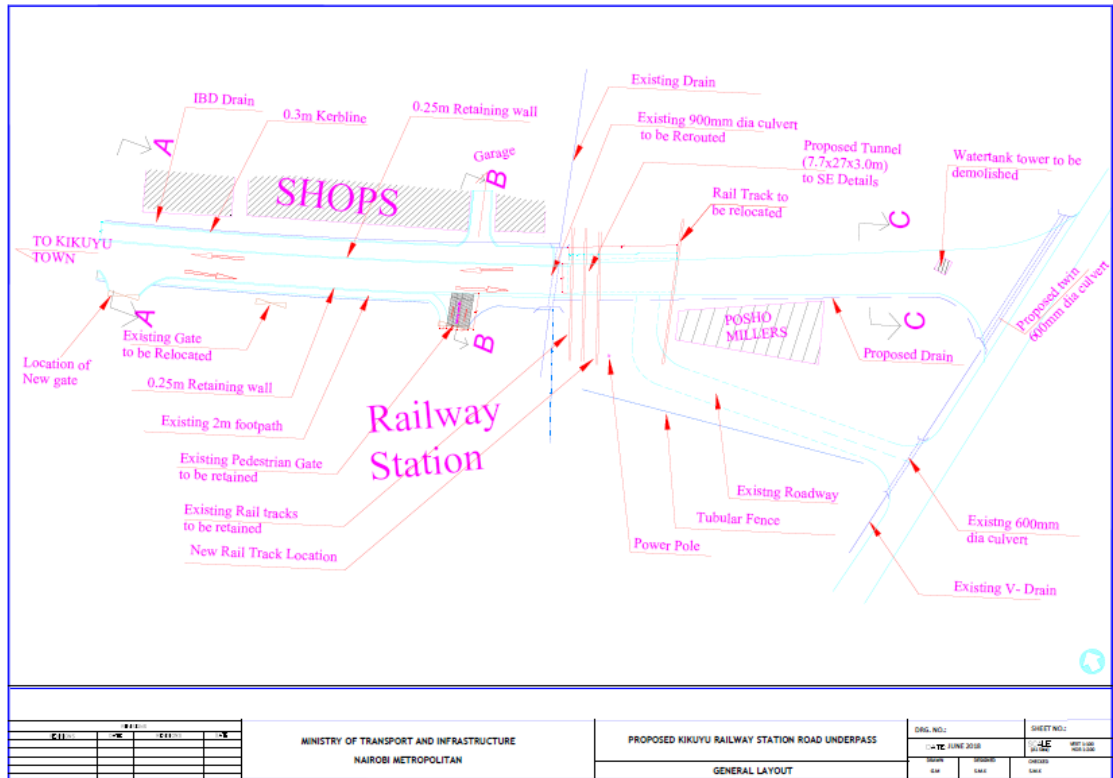 IBD Drain
0.3m Kerbline
0.25m Retaining wall
Existing Drain
Existing 900mm dia culvert
to be Rerouted
Proposed Tunnel
(7.7x27x3.0m)
to SE Details
Watertank tower to be
demolished
Rail Track to
be relocated
A
Garage
B
SHOPS
C
TO KIKUYU
TOWN
A
B
C
POSHO
MILLERS
Proposed twin
600mm dia culvert
Proposed Drain
Existing Gate
to be Relocated
Location of
New gate
0.25m Retaining wall
Existing 2m footpath
Railway
Station
Existing Pedestrian Gate
to be retained
Existing Rail tracks
to be retained
New Rail Track Location
Existng Roadway
Tubular Fence
Power Pole
Existng 600mm
dia culvert
Existing V- Drain
MINISTRY OF TRANSPORT AND INFRASTRUCTURE
NAIROBI METROPOLITAN
PROPOSED KIKUYU RAILWAY STATION ROAD UNDERPASS
GENERAL LAYOUT
DRG. NO.:
SHEET NO.:
DATE JUNE 2018
SCALE